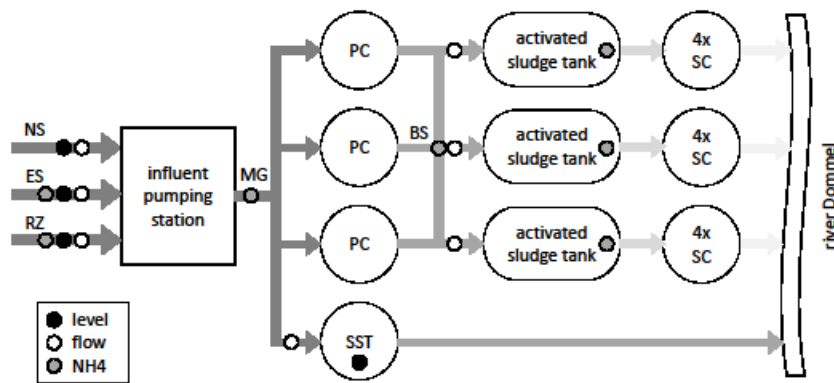 NS
ES
RZ
influent
pumping
station
MG
PC
PC
PC
BS
SST
activated
sludge tank
activated
sludge tank
activated
sludge tank
4x
SC
4x
SC
4x
SC
river Dommel
level
flow
NH4